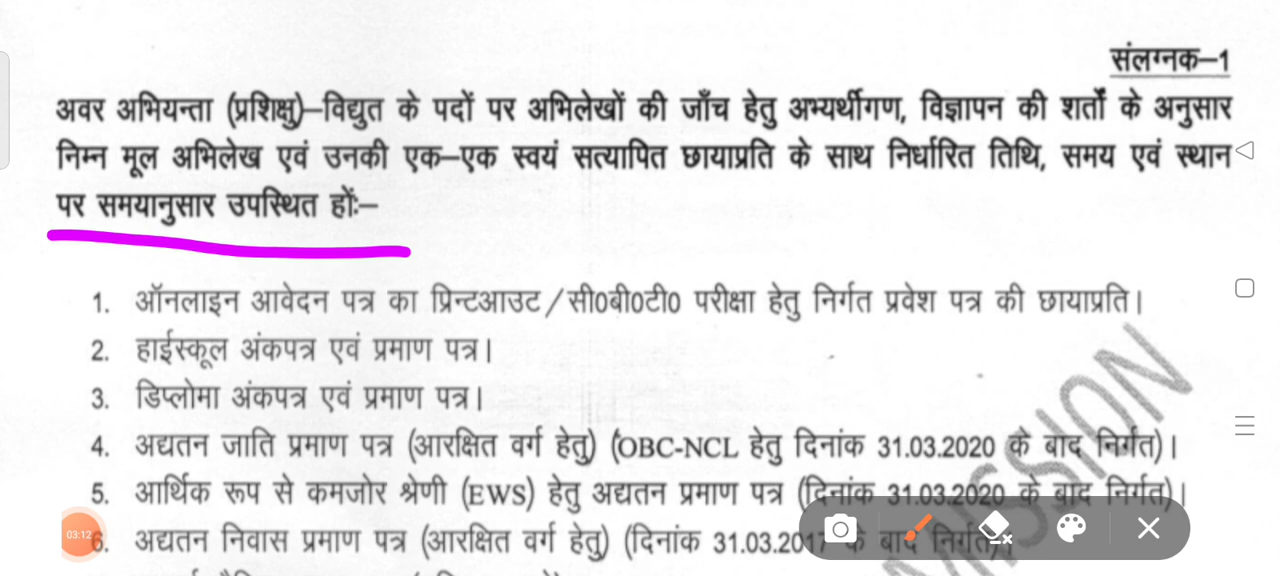 संलग्नक–1
अवर अभियन्ता (प्रशिक्षु)–विद्युत के पदों पर अभिलेखों की जाँच हेतु अभ्यर्थीगण, विज्ञापन की शर्तों के अनुसार
निम्न मूल अभिलेख एवं उनकी एक–एक स्वयं सत्यापित छायाप्रति के साथ निर्धारित तिथि, समय एवं स्थान
पर समयानुसार उपस्थित हों:–
1. ऑनलाइन आवेदन पत्र का प्रिन्टआउट/सी0बी0टी0 परीक्षा हेतु निर्गत प्रवेश पत्र की छायाप्रति।
2. हाईस्कूल अंकपत्र एवं प्रमाण पत्र।
3. डिप्लोमा अंकपत्र एवं प्रमाण पत्र।
4. अद्यतन जाति प्रमाण पत्र (आरक्षित वर्ग हेतु) (OBC-NCL हेतु दिनांक 31.03.2020 के बाद निर्गत)।
5. आर्थिक रूप से कमजोर श्रेणी (EWS) हेतु अद्यतन प्रमाण पत्र (दिनांक 31.03.2020 के बाद निर्गत)।
6. अद्यतन निवास प्रमाण पत्र (आरक्षित वर्ग हेतु) (दिनांक 31.03.2017 के बाद निर्गत)।
03:12